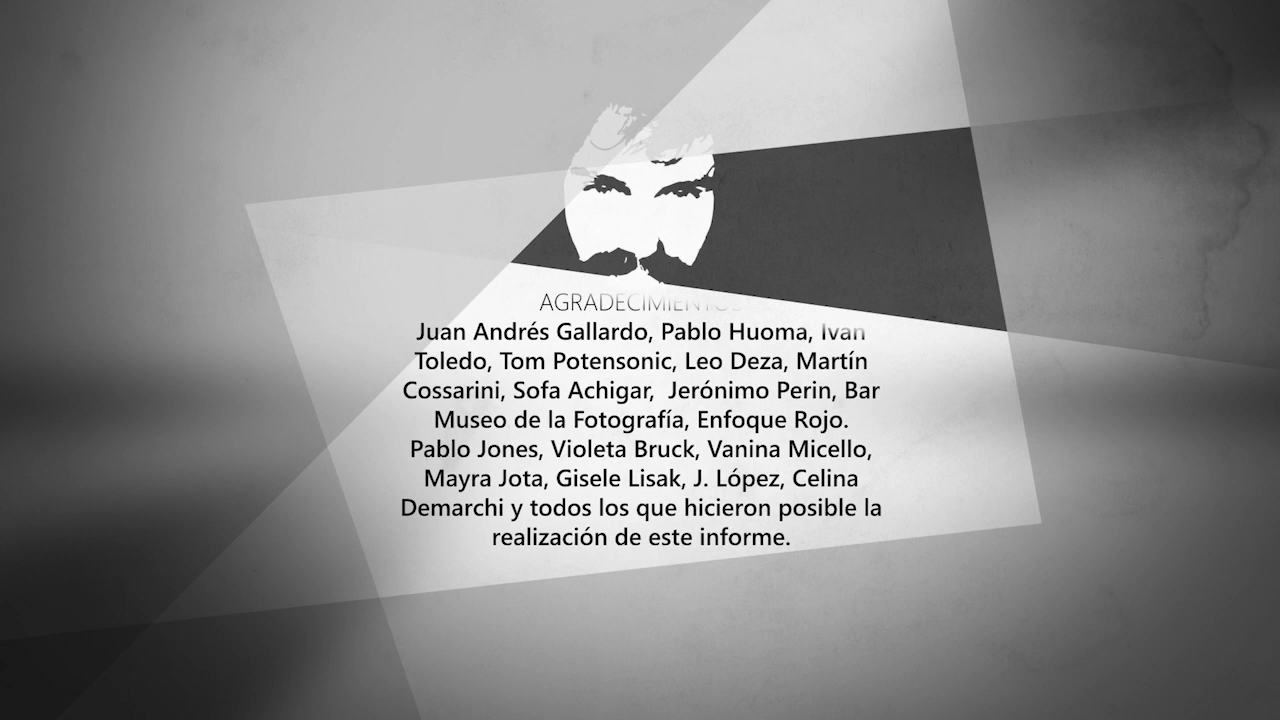 AGRADECIMIENTOS
Juan Andrés Gallardo, Pablo Huoma, Ivan
Toledo, Tom Potensonic, Leo Deza, Martín
Cossarini, Sofa Achigar,  Jerónimo Perin, Bar
Museo de la Fotografía, Enfoque Rojo.
Pablo Jones, Violeta Bruck, Vanina Micello,
Mayra Jota, Gisele Lisak, J. López, Celina
Demarchi y todos los que hicieron posible la
realización de este informe.